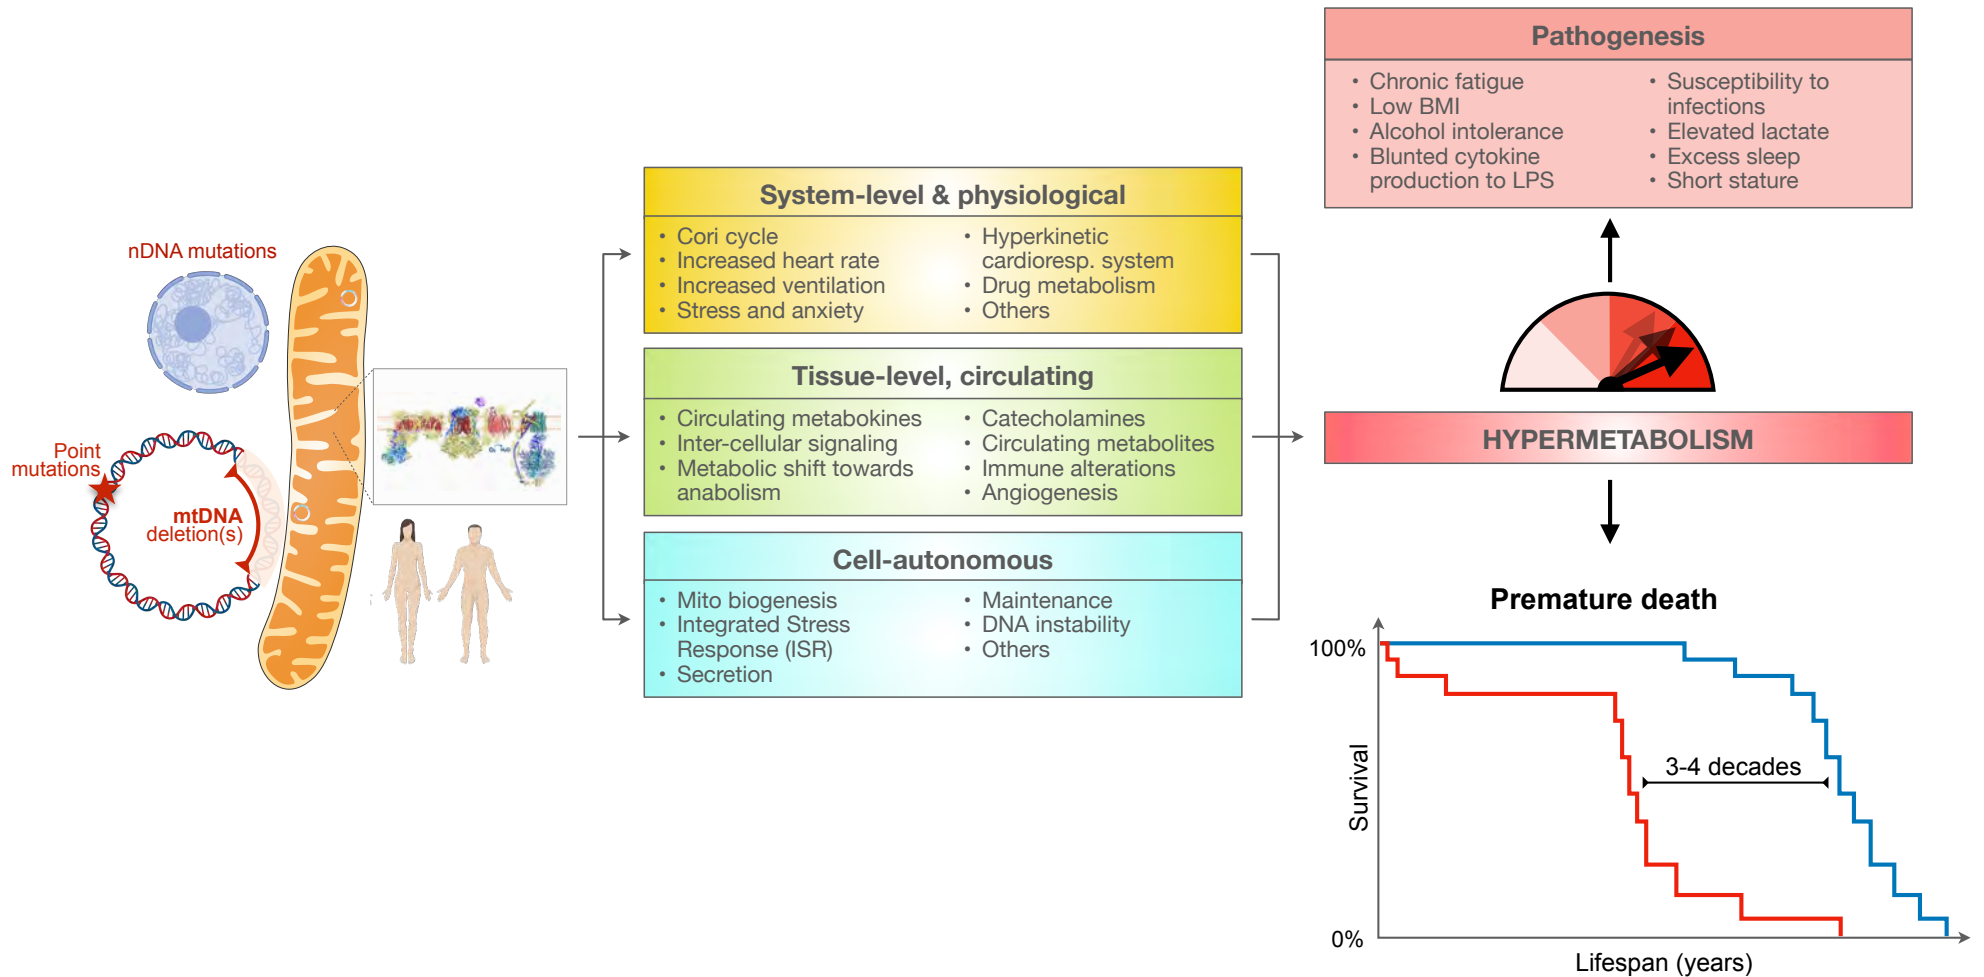 nDNA mutations
Point
mutations
mtDNA
deletion(s)
System-level & physiological
• Cori cycle
• Increased heart rate
• Increased ventilation
• Stress and anxiety
• Hyperkinetic
cardioresp. system
• Drug metabolism
• Others
Tissue-level, circulating
• Circulating metabokines
• Inter-cellular signaling
• Metabolic shift towards
anabolism
• Catecholamines
• Circulating metabolites
• Immune alterations
• Angiogenesis
Cell-autonomous
• Mito biogenesis
• Integrated Stress
Response (ISR)
• Secretion
• Maintenance
• DNA instability
• Others
Pathogenesis
• Chronic fatigue
• Low BMI
• Alcohol intolerance
• Blunted cytokine
production to LPS
• Susceptibility to
infections
• Elevated lactate
• Excess sleep
• Short stature
HYPERMETABOLISM
Premature death
100%
3-4 decades
Survival
0%
Lifespan (years)